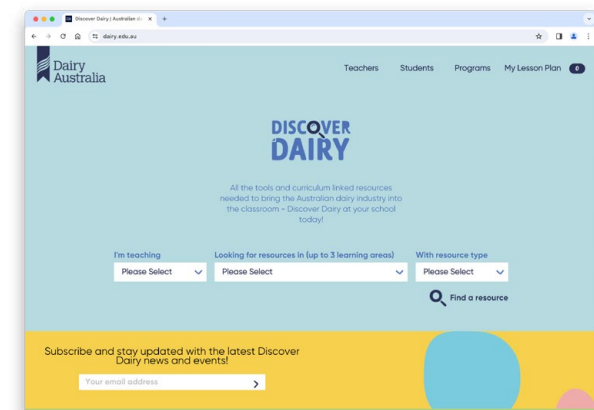 Discover Dairy | Australian da
dairy.edu.au
Dairy
Australia
Teachers Students Programs My Lesson Plan 0
DISCOVER
DAIRY
All the tools and curriculum linked resources
needed to bring the Australian dairy industry into
the classroom - Discover Dairy at your school
today!
I'm teaching Looking for resources in (up to 3 learning areas) With resource type
Please Select Please Select Please Select
Find a resource
Subscribe and stay updated with the latest Discover
Dairy news and events!
Your email address